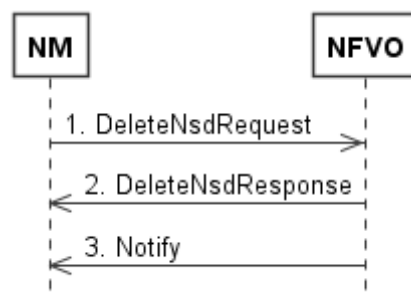 NM
NFVO
1. DeleteNsdRequest
2. DeleteNsdResponse
3. Notify